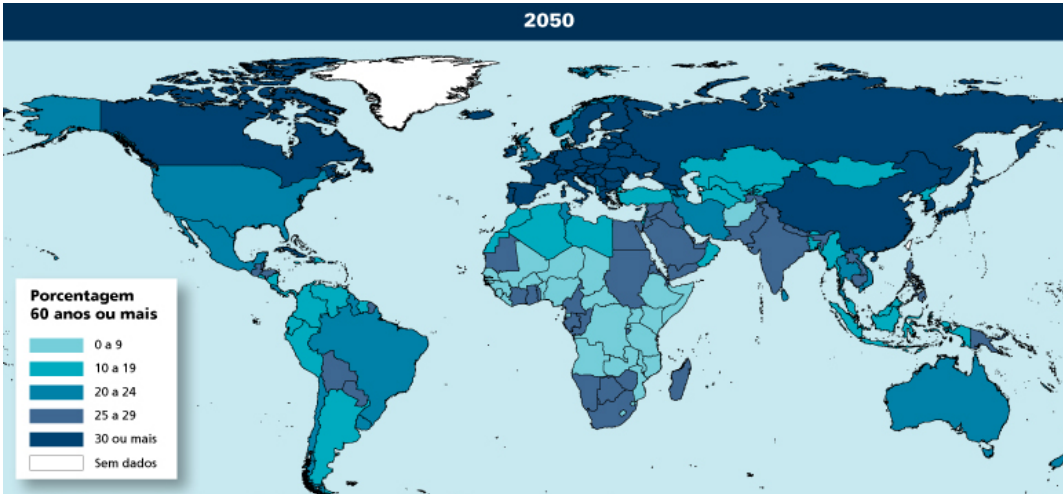 2050
Porcentagem
60 anos ou mais
0 a 9
10 a 19
20 a 24
25 a 29
30 ou mais
Sem dados